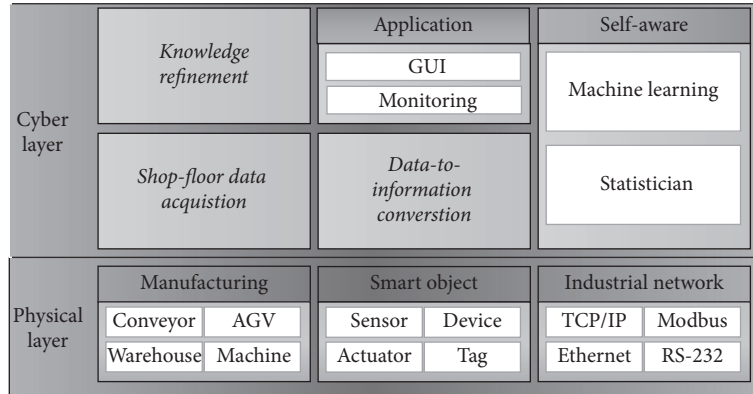 Cyber
layer
Knowledge
refinement
Application
GUI
Monitoring
Self-aware
Machine learning
Statistician
Shop-floor data
acquistion
Data-to-
information
converstion
Physical
layer
Manufacturing
Conveyor AGV
Warehouse Machine
Smart object
Sensor Device
Actuator Tag
Industrial network
TCP/IP Modbus
Ethernet RS-232